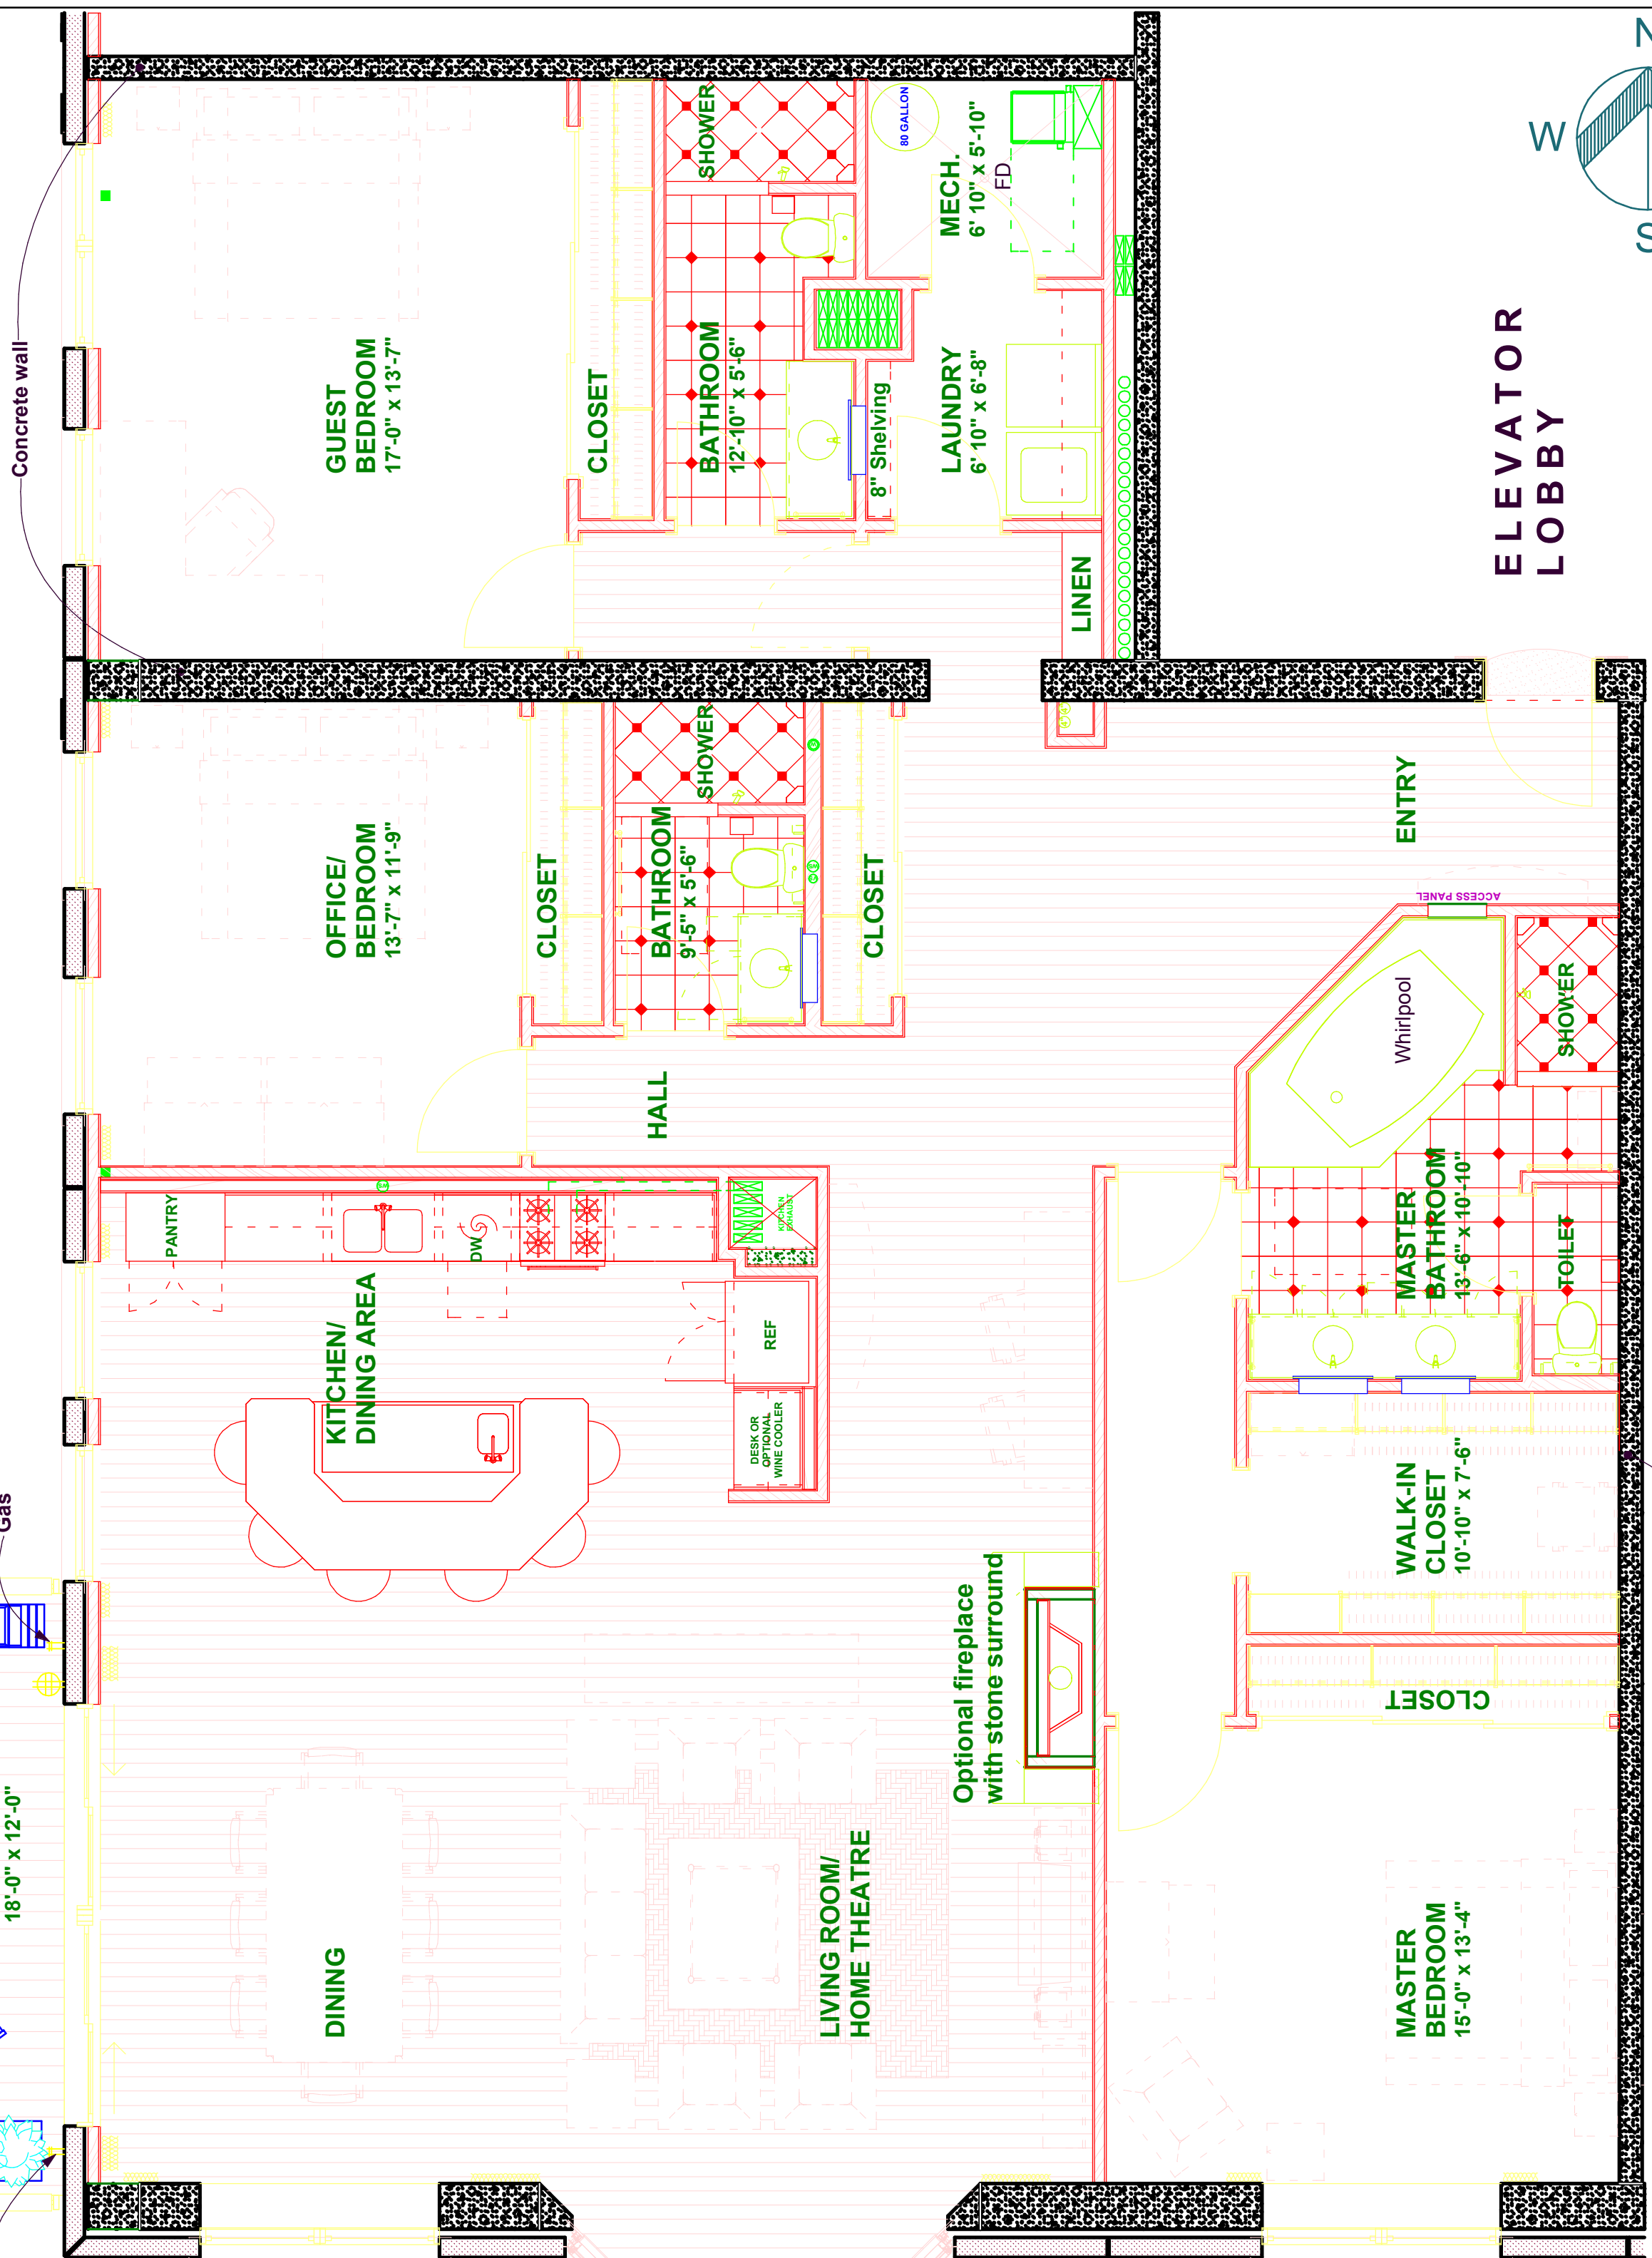 Concrete wall
GUEST
BEDROOM
17'-0" x 13'-7"
CLOSET
SHOWER
BATHROOM
12'-10" x 5'-6"
80 GALLON
MECH.
6' 10" x 5'-10"
FD
8" Shelving
LAUNDRY
6' 10" x 6'-8"
LINEN
N
W
S
ELEVATOR
LOBBY
OFFICE/
BEDROOM
13'-7" x 11'-9"
CLOSET
SHOWER
BATHROOM
9'-5" x 5'-6"
CLOSET
ENTRY
ACCESS PANEL
HALL
Whirlpool
SHOWER
MASTER
BATHROOM
13'-6" x 10'-10"
TOILET
PANTRY
DW
KITCHEN
EXHAUST
KITCHEN/
DINING AREA
REF
DESK OR
OPTIONAL
WINE COOLER
WALK-IN
CLOSET
10'-10" x 7'-6"
Gas
Optional fireplace
with stone surround
CLOSET
18'-0" x 12'-0"
DINING
LIVING ROOM/
HOME THEATRE
MASTER
BEDROOM
15'-0" x 13'-4"